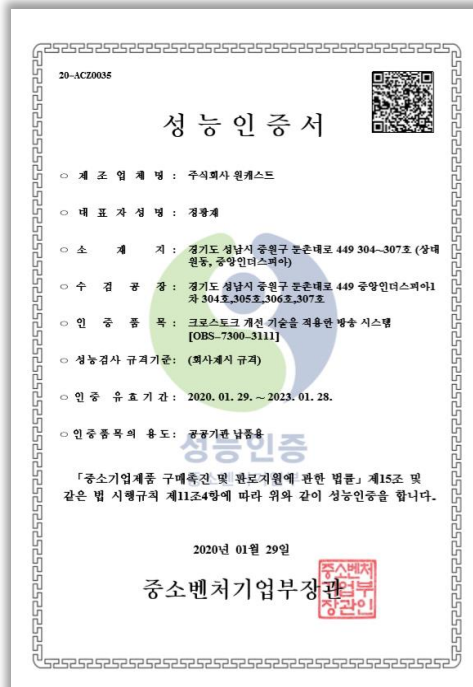 20-ACZ0035
성능인증서
○ 제 조 업 체 명 : 주식회사 원캐스트
○ 대 표 자 성 명 : 경광재
○ 소 재 지 : 경기도 성남시 중원구 둔촌대로 449 304~307호 (상대
원동, 중앙인더스피아)
○ 수 검 공 장 : 경기도 성남시 중원구 둔촌대로 449 중앙인더스피아1
차 304호,305호,306호,307호
○ 인 증 품 목 : 크로스토크 개선 기술을 적용한 방송 시스템
[OBS-7300-3111]
○ 성능검사 규격기준: (회사제시 규격)
○ 인증 유효기간: 2020. 01. 29. ~ 2023. 01. 28.
○ 인증품목의 용도: 공공기관 납품용
성능인증
「중소기업제품 구매촉진 및 판로지원에 관한 법률」 제15조 및
같은 법 시행규칙 제11조4항에 따라 위와 같이 성능인증을 합니다.
2020년 01월 29일
중소벤처기업부장관
중소벤처
기업부
장관인